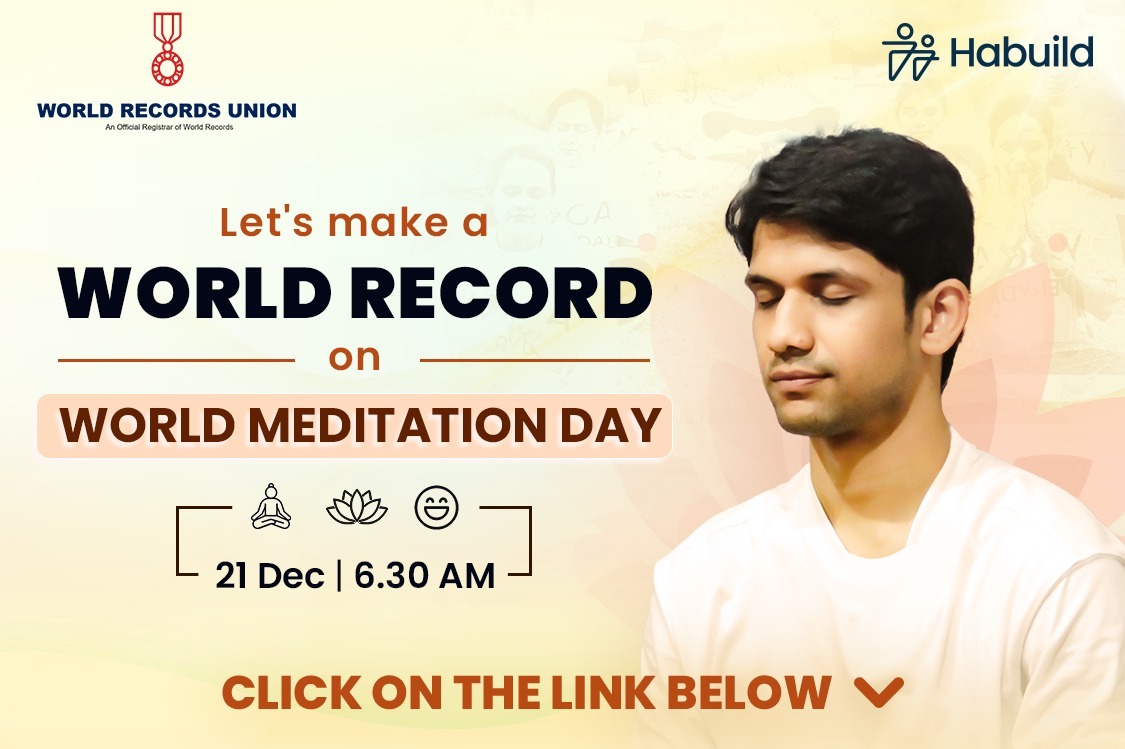 WORLD RECORDS UNION
An Official Registrar of World Records
Habuild
Let's make a
WORLD RECORD
on
WORLD MEDITATION DAY
21 Dec | 6.30 AM
CLICK ON THE LINK BELOW